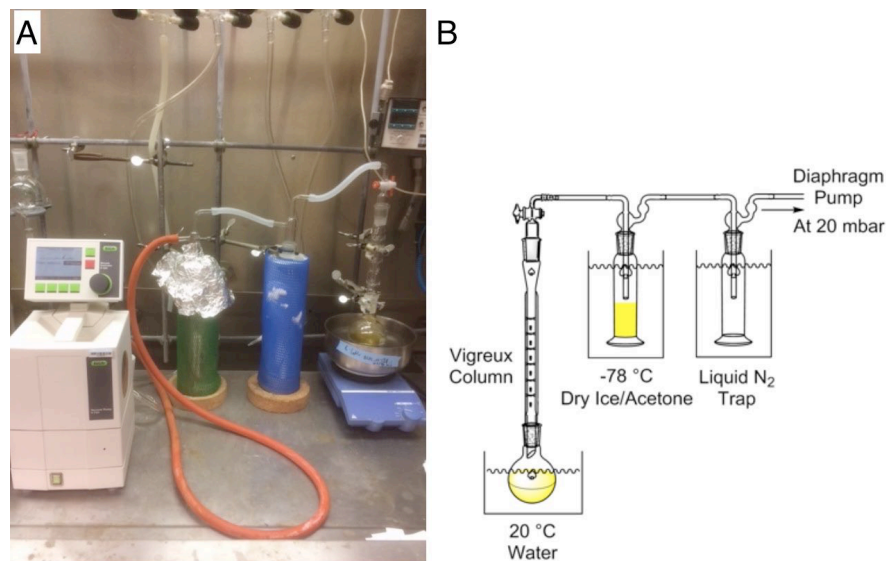 A
B
Diaphragm
Pump
At 20 mbar
Vigreux
Column
-78 °C
Dry Ice/Acetone
Liquid N₂
Trap
20 °C
Water